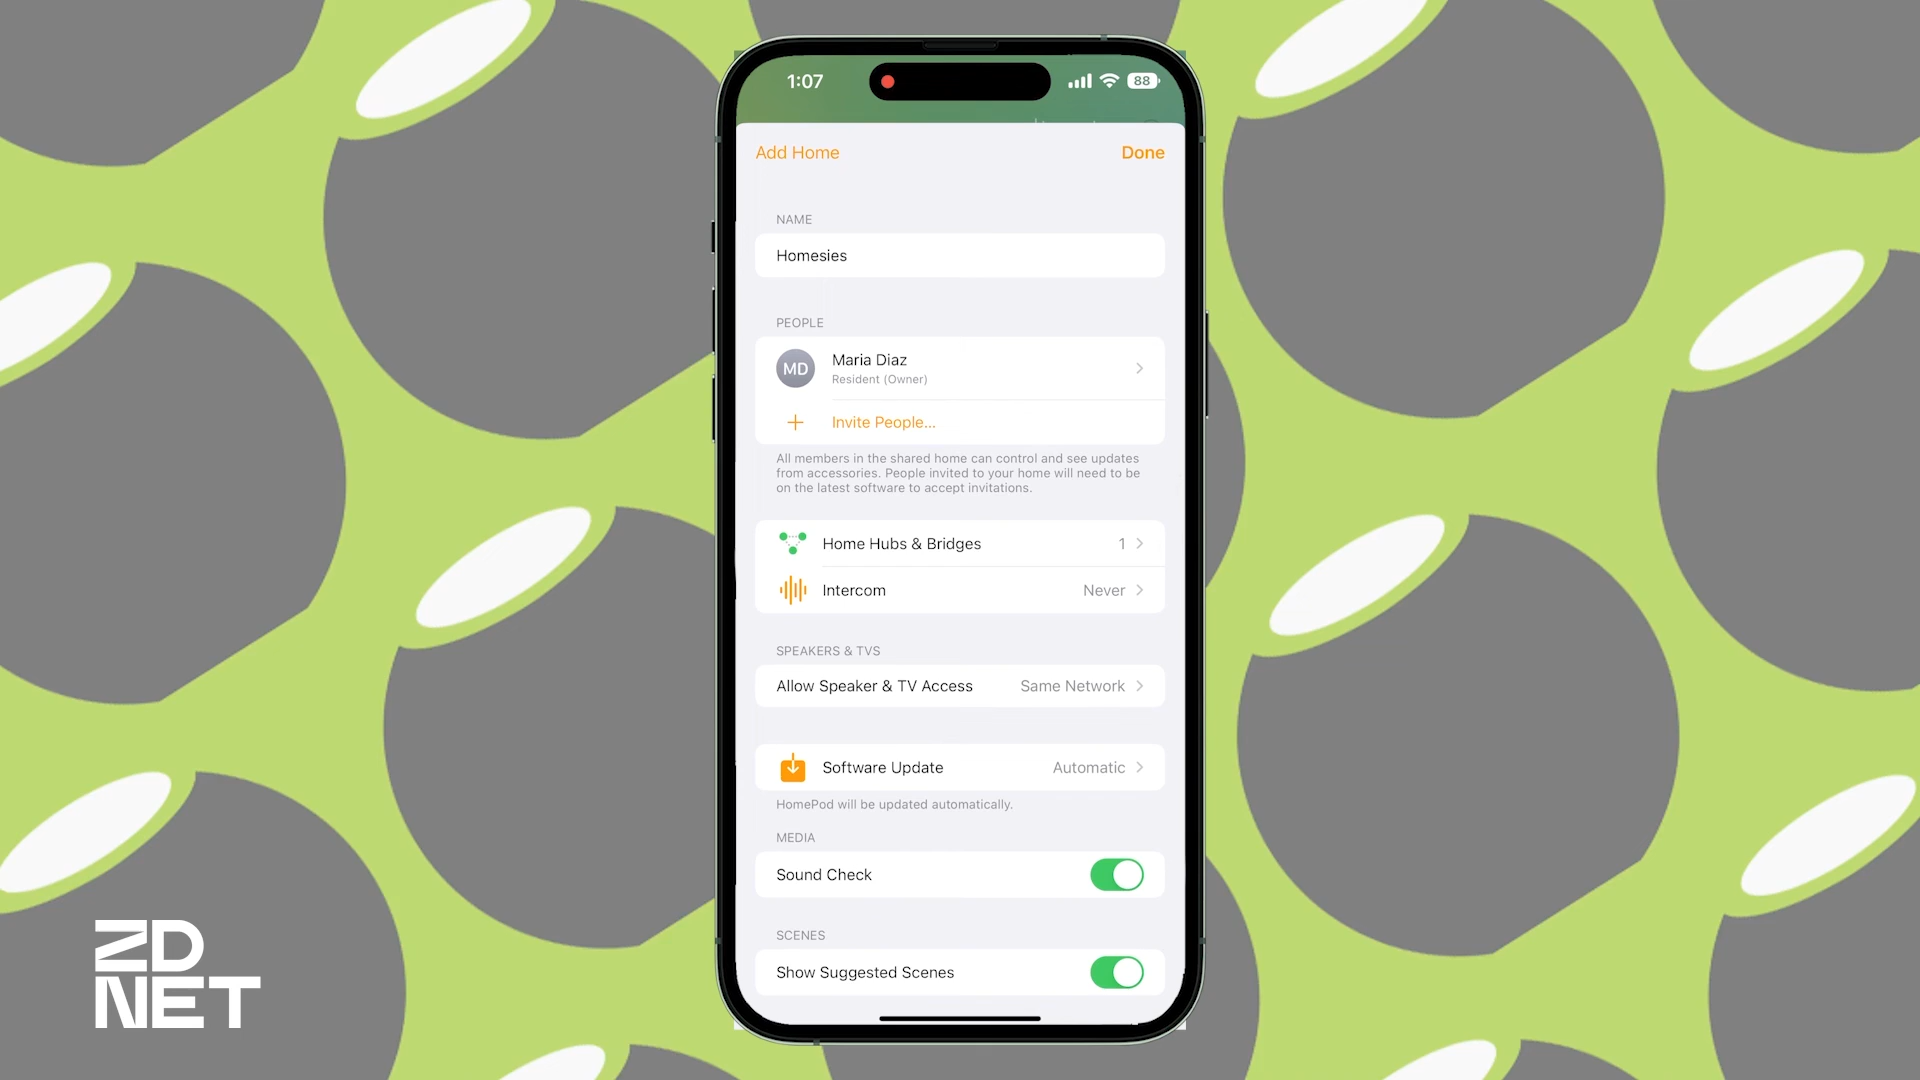 1:07
88
Add Home
Done
NAME
Homesies
PEOPLE
MD
Maria Diaz
Resident (Owner)
Invite People...
All members in the shared home can control and see updates
from accessories. People invited to your home will need to be
on the latest software to accept invitations.
Home Hubs & Bridges
1
Intercom
Never
SPEAKERS & TVS
Allow Speaker & TV Access
Same Network
Software Update
Automatic
HomePod will be updated automatically.
MEDIA
Sound Check
SCENES
Show Suggested Scenes
ZD
NET